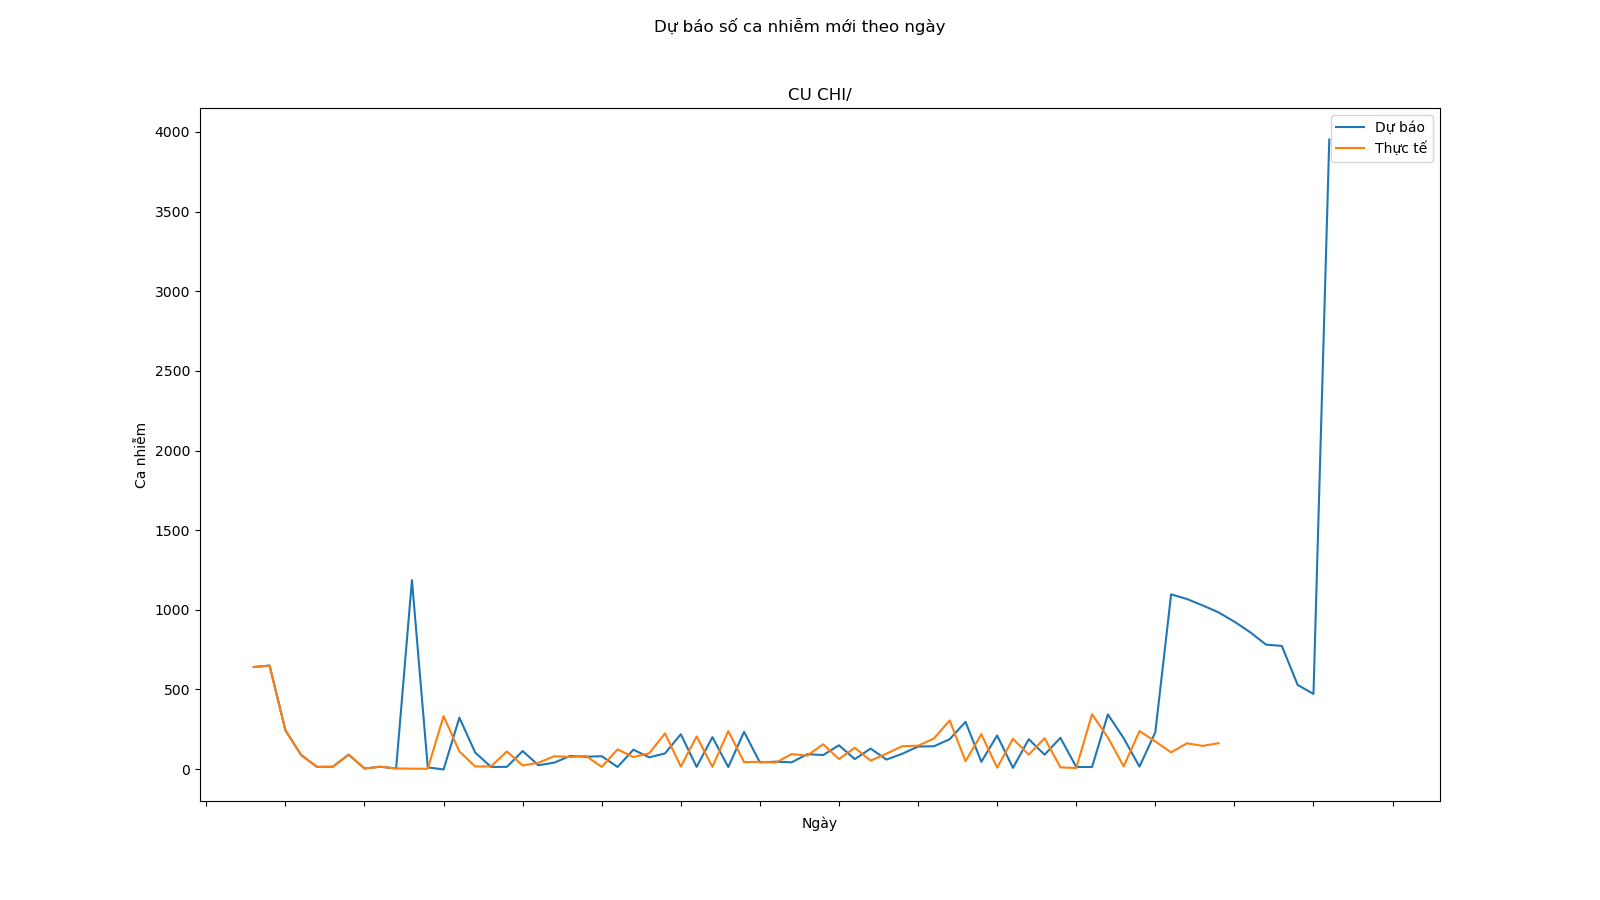 Dự báo số ca nhiễm mới theo ngày
CU CHI/
Dự báo
Thực tế
4000
3500
3000
2500
2000
1500
1000
500
0
Ca nhiễm
Ngày